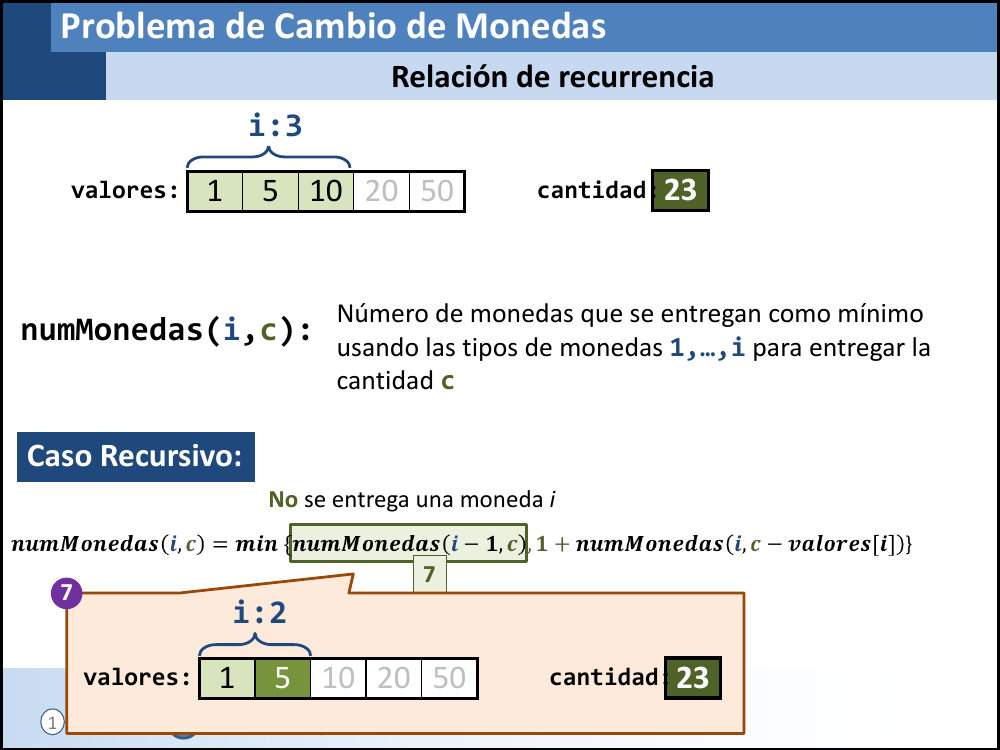 Problema de Cambio de Monedas
Relación de recurrencia
i:3
valores: 1 5 10 20 50 cantidad: 23
numMonedas(i,c):
Número de monedas que se entregan como mínimo
usando las tipos de monedas 1,…,i para entregar la
cantidad c
Caso Recursivo:
No se entrega una moneda i
numMonedas(i,c) = min {numMonedas(i − 1,c), 1 + numMonedas(i,c − valores[i])}
7
7
i:2
valores: 1 5 10 20 50 cantidad: 23
1